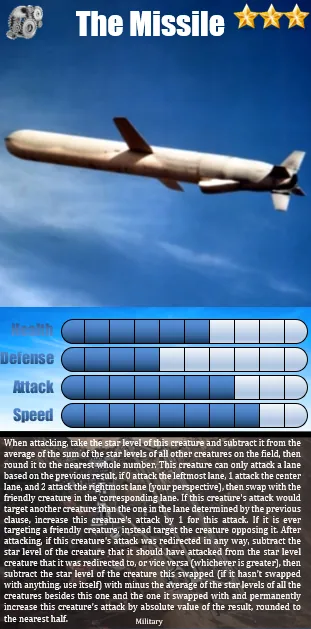 The Missile
Health
Defense
Attack
Speed
When attacking, take the star level of this creature and subtract it from the
average of the sum of the star levels of all other creatures on the field, then
round it to the nearest whole number. This creature can only attack a lane
based on the previous result, if 0 attack the leftmost lane, 1 attack the center
lane, and 2 attack the rightmost lane (your perspective), then swap with the
friendly creature in the corresponding lane. If this creature's attack would
target another creature than the one in the lane determined by the previous
clause, increase this creature's attack by 1 for this attack. If it is ever
targeting a friendly creature, instead target the creature opposing it. After
attacking, if this creature's attack was redirected in any way, subtract the
star level of the creature that it should have attacked from the star level
creature that it was redirected to, or vice versa (whichever is greater), then
subtract the star level of the creature this swapped (if it hasn't swapped
with anything, use itself) with minus the average of the star levels of all the
creatures besides this one and the one it swapped with and permanently
increase this creature's attack by absolute value of the result, rounded to
the nearest half.
Military